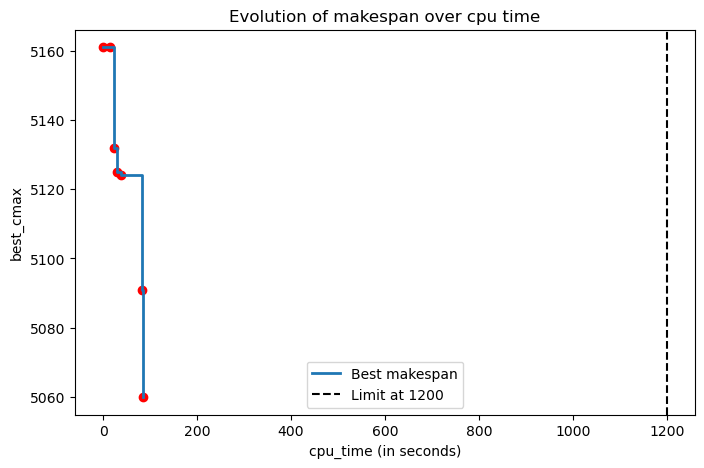 Evolution of makespan over cpu time
best_cmax
5160
5140
5120
5100
5080
5060
Best makespan
Limit at 1200
0
200
400
600
800
1000
1200
cpu_time (in seconds)